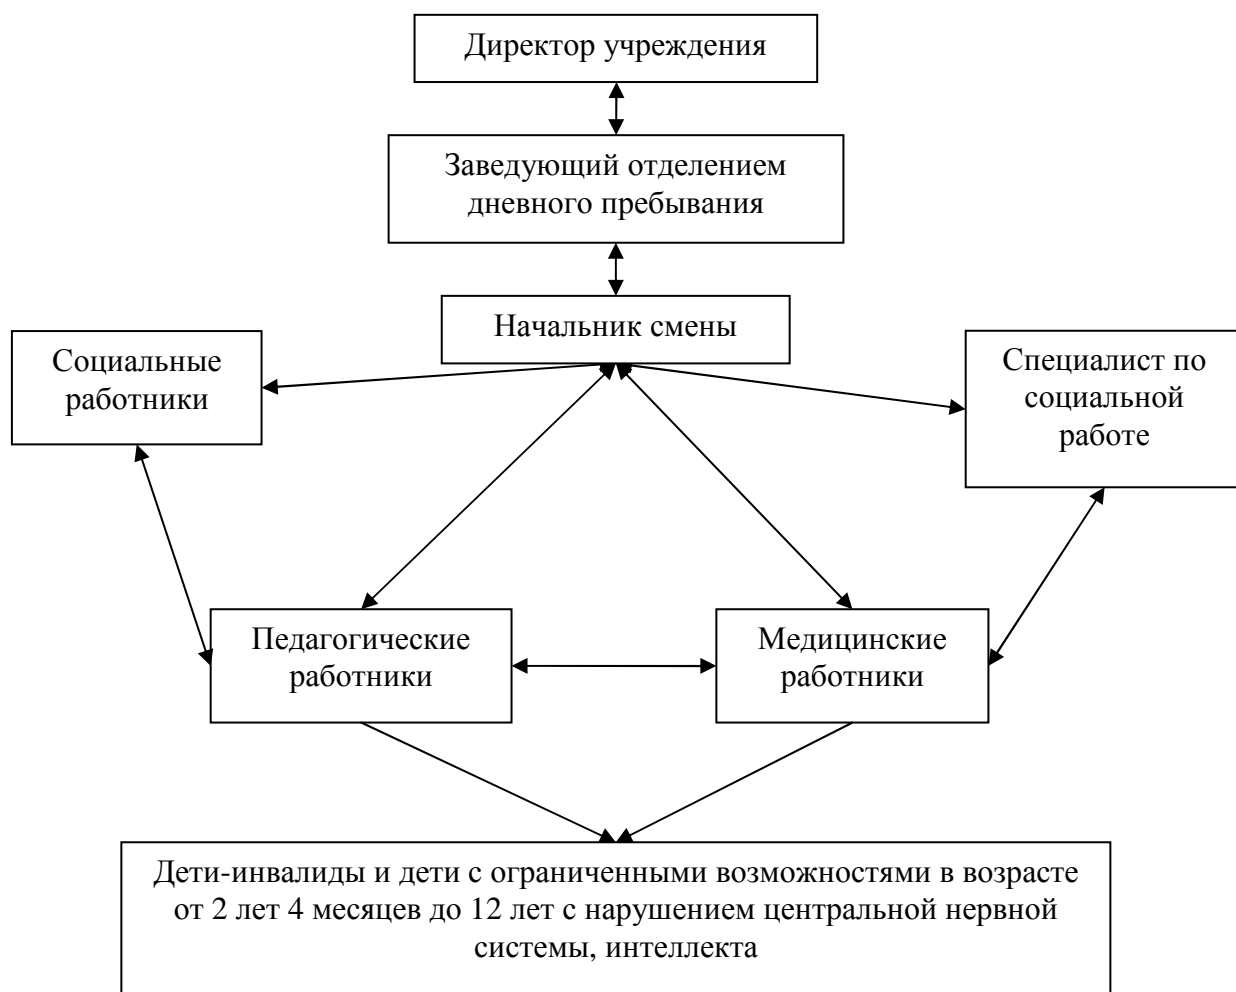 Директор учреждения
Заведующий отделением
дневного пребывания
Начальник смены
Социальные
работники
Специалист по
социальной
работе
Педагогические
работники
Медицинские
работники
Дети-инвалиды и дети с ограниченными возможностями в возрасте
от 2 лет 4 месяцев до 12 лет с нарушением центральной нервной
системы, интеллекта